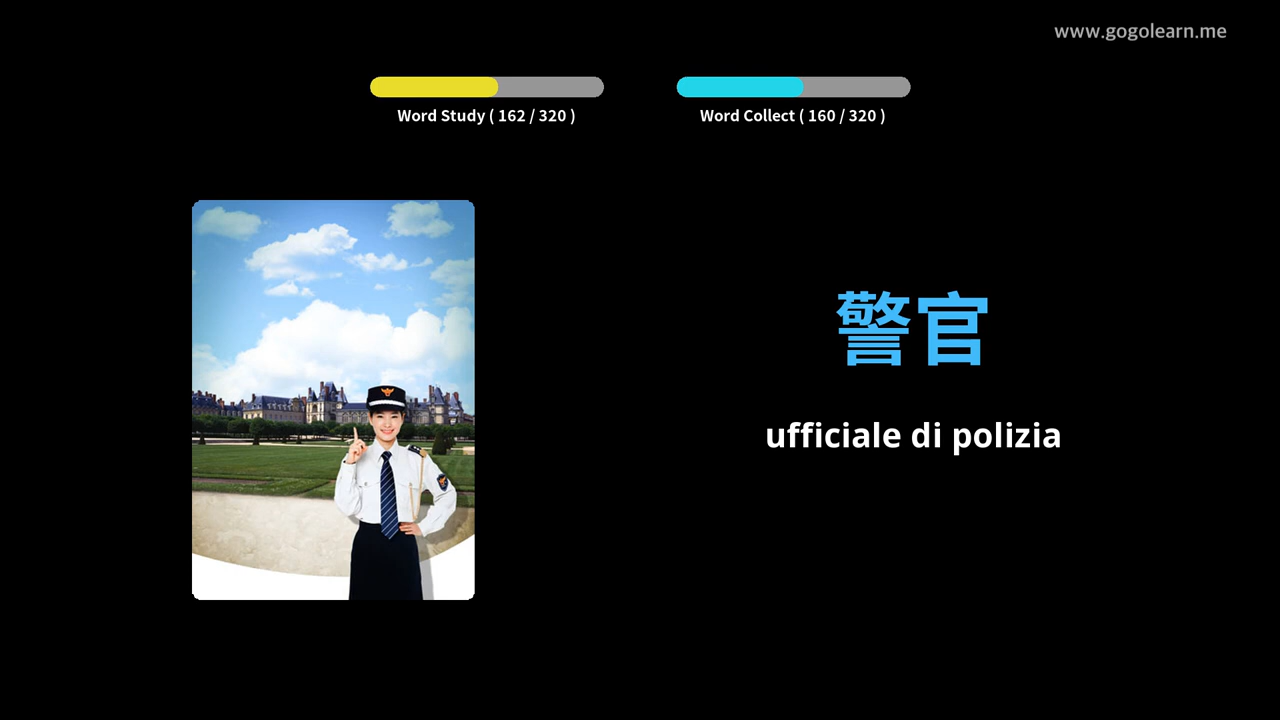 www.gogolearn.me
Word Study ( 162 / 320 )
Word Collect ( 160 / 320 )
警官
ufficiale di polizia